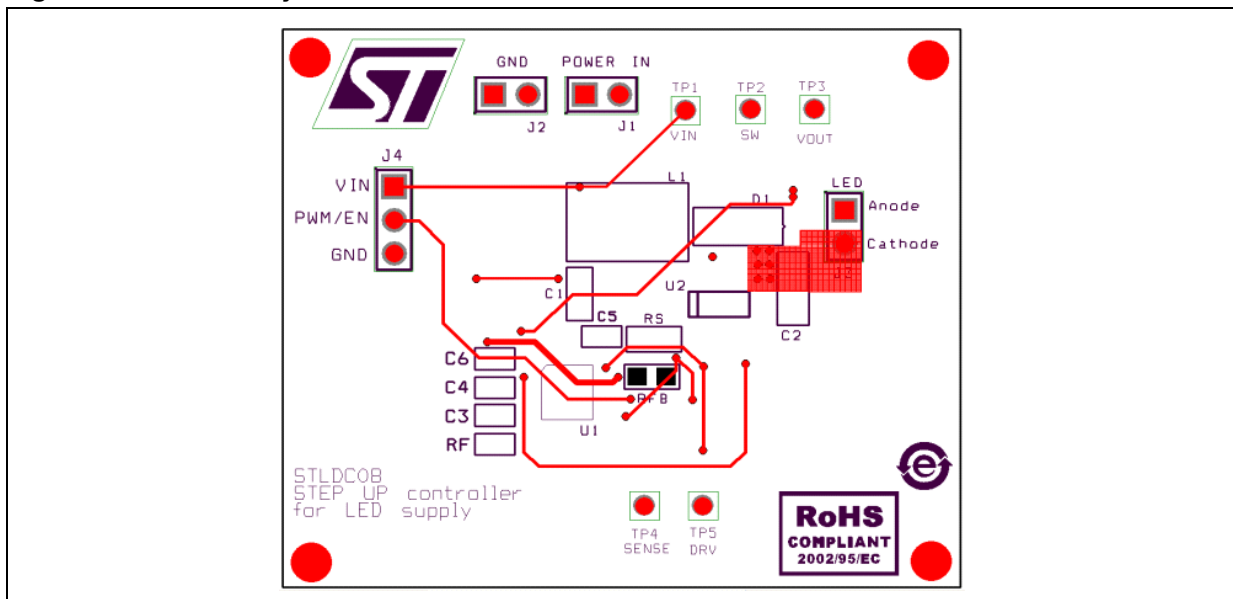 ST
GND POWER IN
TP1 TP2 TP3
J2 J1
VIN SW VOUT
J4
L1 LED
VIN
D1 Anode
PWM/EN
Cathode
GND
J3
C1 U2
C5 RS
C2
C6
C4
RFB
C3
U1
RF
STLDC08
STEP UP controller
for LED supply
e
TP4 TP5
SENSE DRV
RoHS
COMPLIANT
2002/95/EC